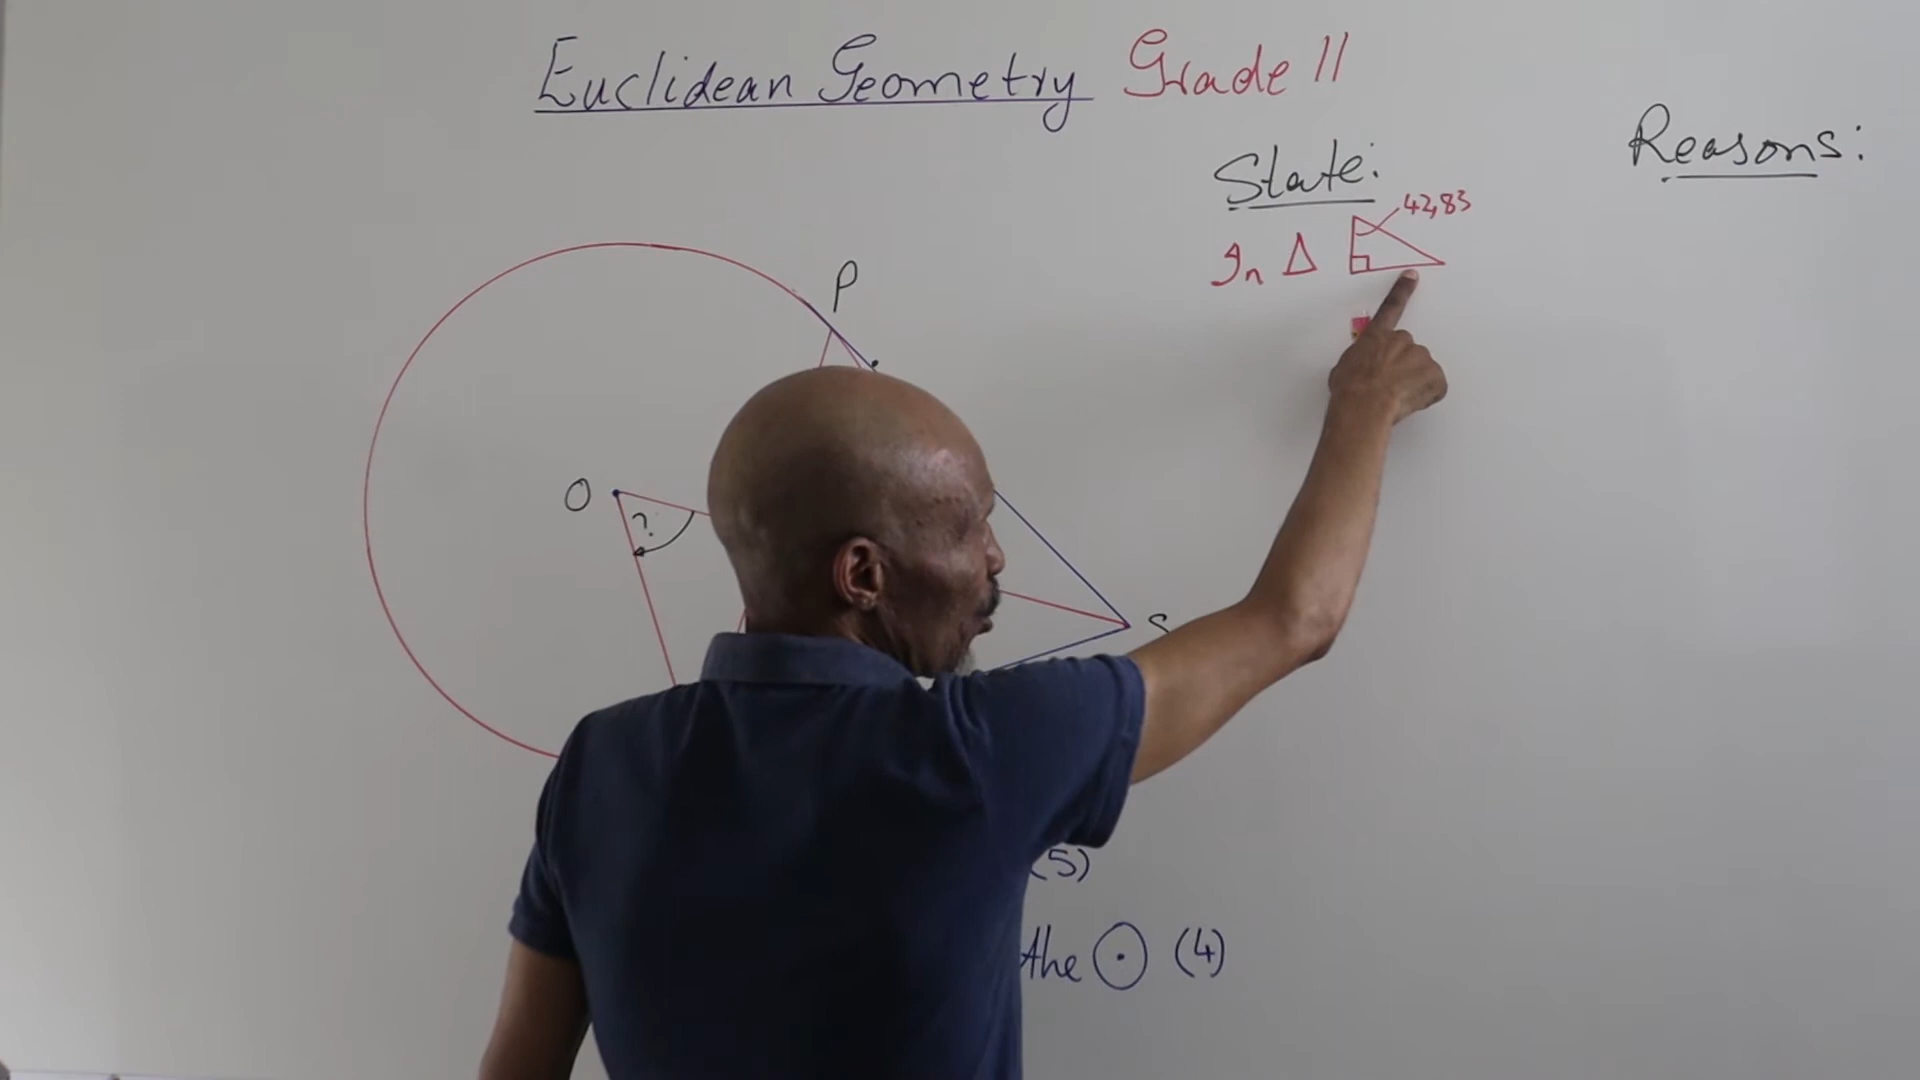 Euclidean Geometry Grade 11
State:
Reasons:
42,83
In Δ
P
O
?
S
(5)
the ⊙ (4)